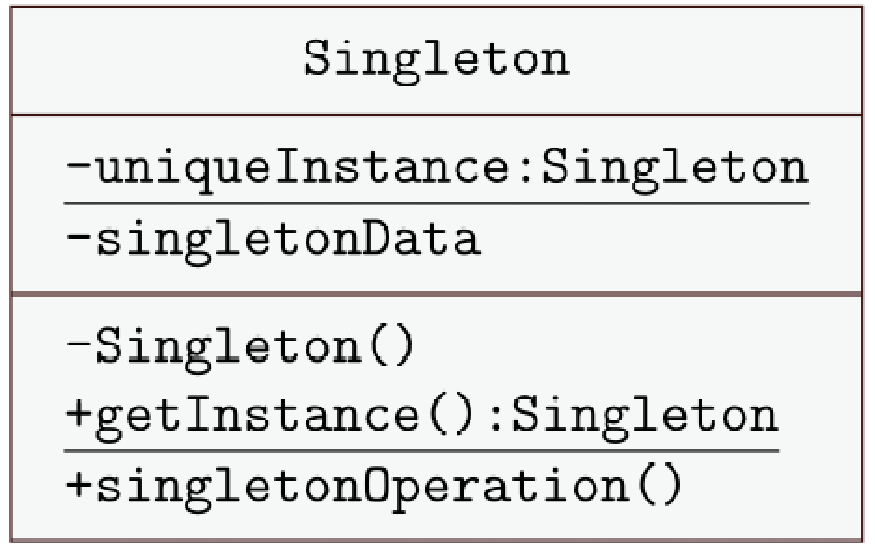 Singleton
-uniqueInstance:Singleton
-singletonData
-Singleton()
+getInstance():Singleton
+singletonOperation()